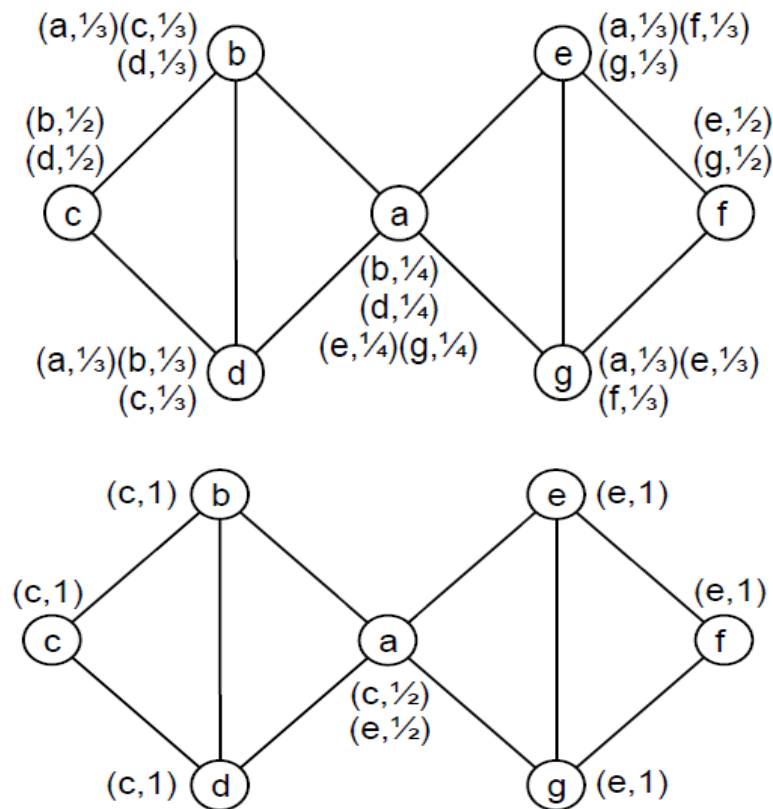 (a,⅓)(c,⅓)
(d,⅓)
b
e
(a,⅓)(f,⅓)
(g,⅓)
(b,½)
(d,½)
c
a
(b,¼)
(d,¼)
(e,¼)(g,¼)
(e,½)
(g,½)
f
(a,⅓)(b,⅓)
(c,⅓)
d
g
(a,⅓)(e,⅓)
(f,⅓)
(c,1) b
e (e,1)
(c,1)
c
a
(c,½)
(e,½)
(e,1)
f
(c,1) d
g (e,1)